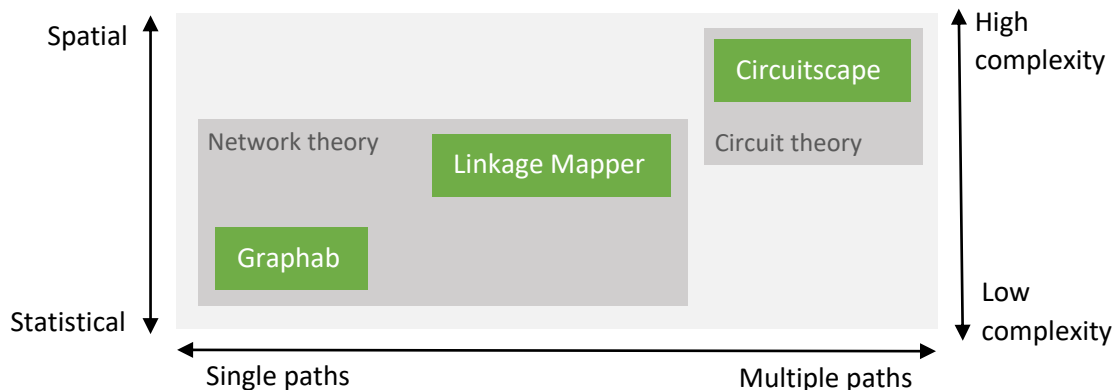 Spatial
High
complexity
Circuitscape
Network theory
Circuit theory
Linkage Mapper
Graphab
Low
complexity
Statistical
Single paths
Multiple paths